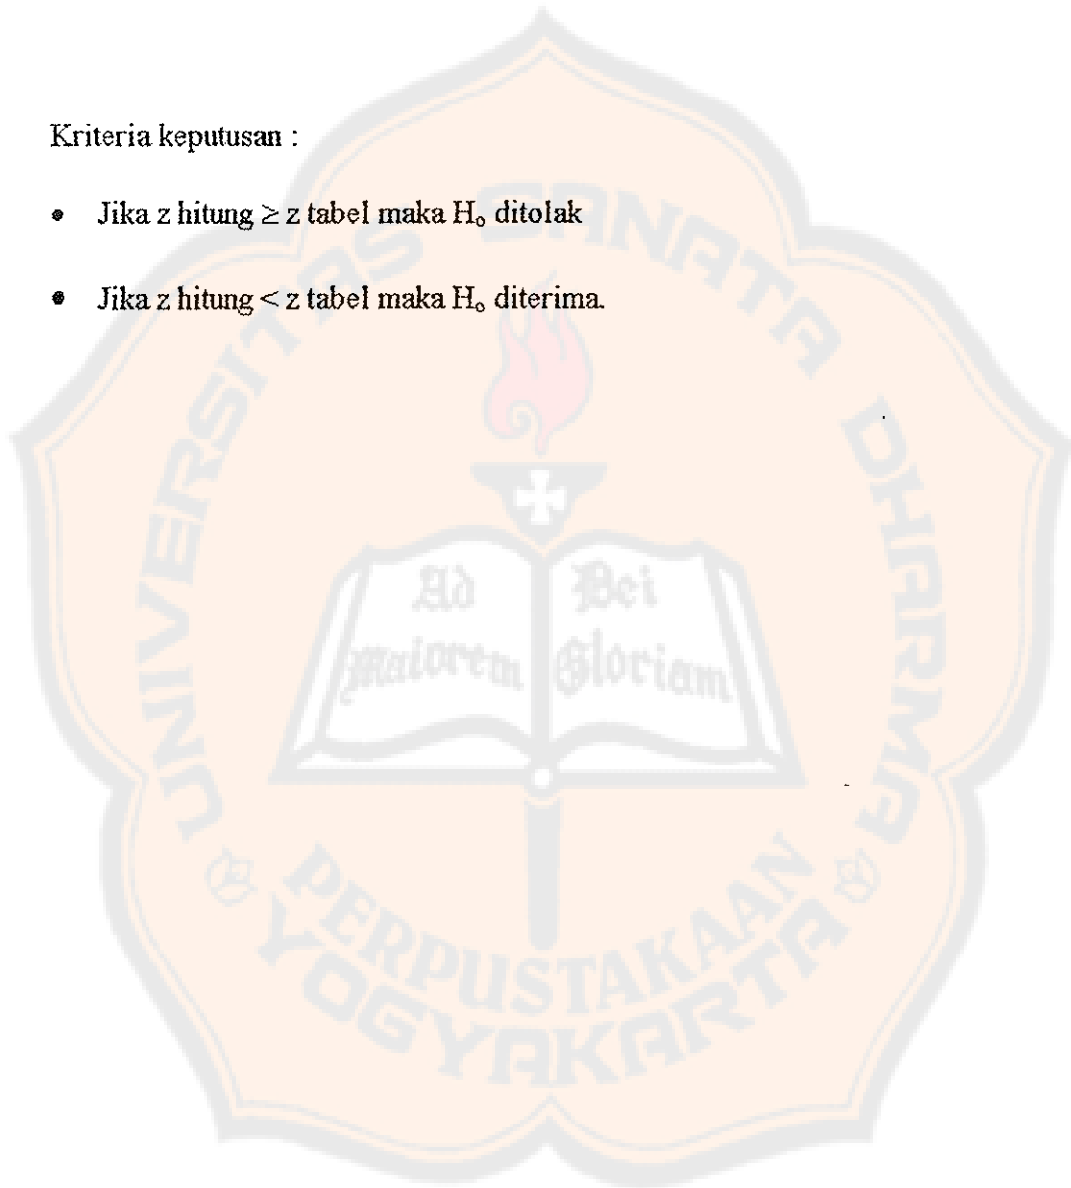 Kriteria keputusan :
• Jika z hitung ≥ z tabel maka H₀ ditolak
• Jika z hitung < z tabel maka H₀ diterima.
UNIVERSITAS SANATA DHARMA
Ad Dei
maiorem Gloriam
PERPUSTAKAAN
YOGYAKARTA